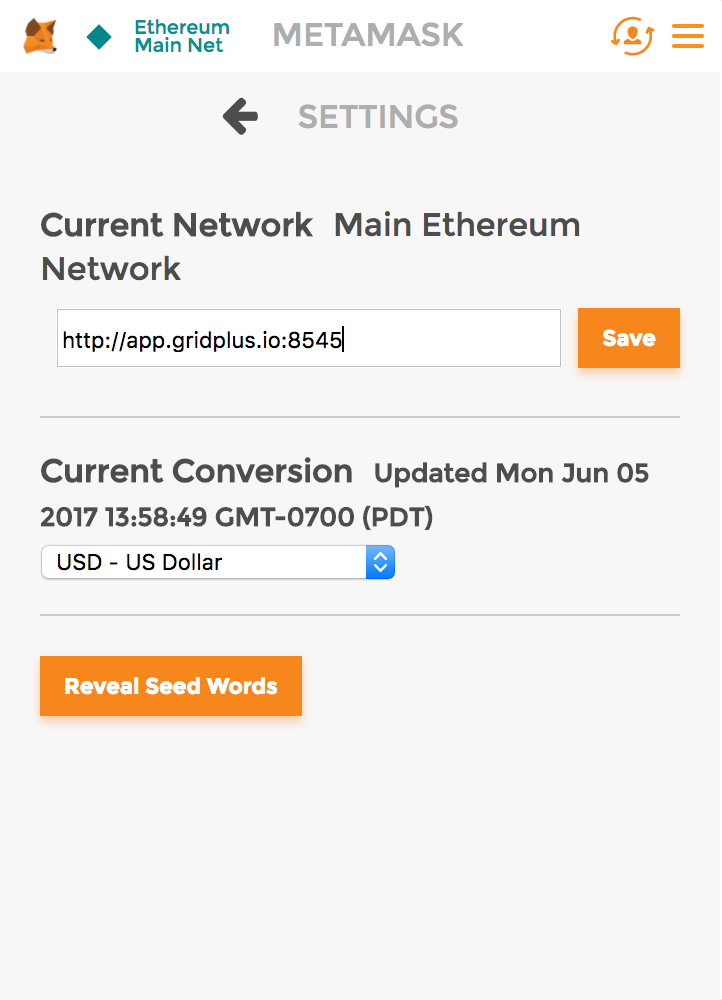 Ethereum
Main Net
METAMASK
SETTINGS
Current Network Main Ethereum
Network
http://app.gridplus.io:8545
Save
Current Conversion Updated Mon Jun 05
2017 13:58:49 GMT-0700 (PDT)
USD - US Dollar
Reveal Seed Words